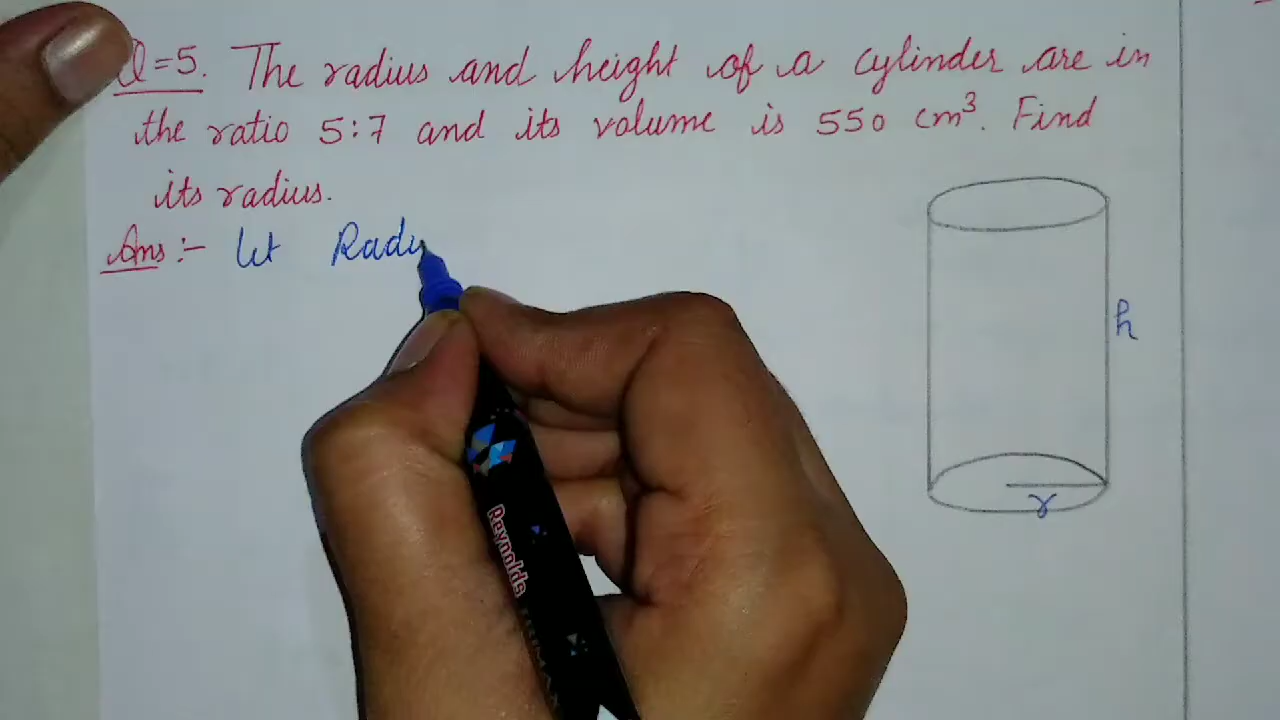 Q=5. The radius and height of a cylinder are in
the ratio 5:7 and its volume is 550 cm³. Find
its radius.
Ans :- let Radi
h
r
Reynolds